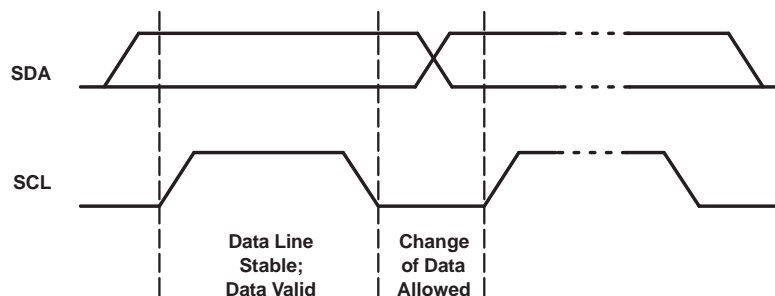 SDA
SCL
Data Line
Stable;
Data Valid
Change
of Data
Allowed